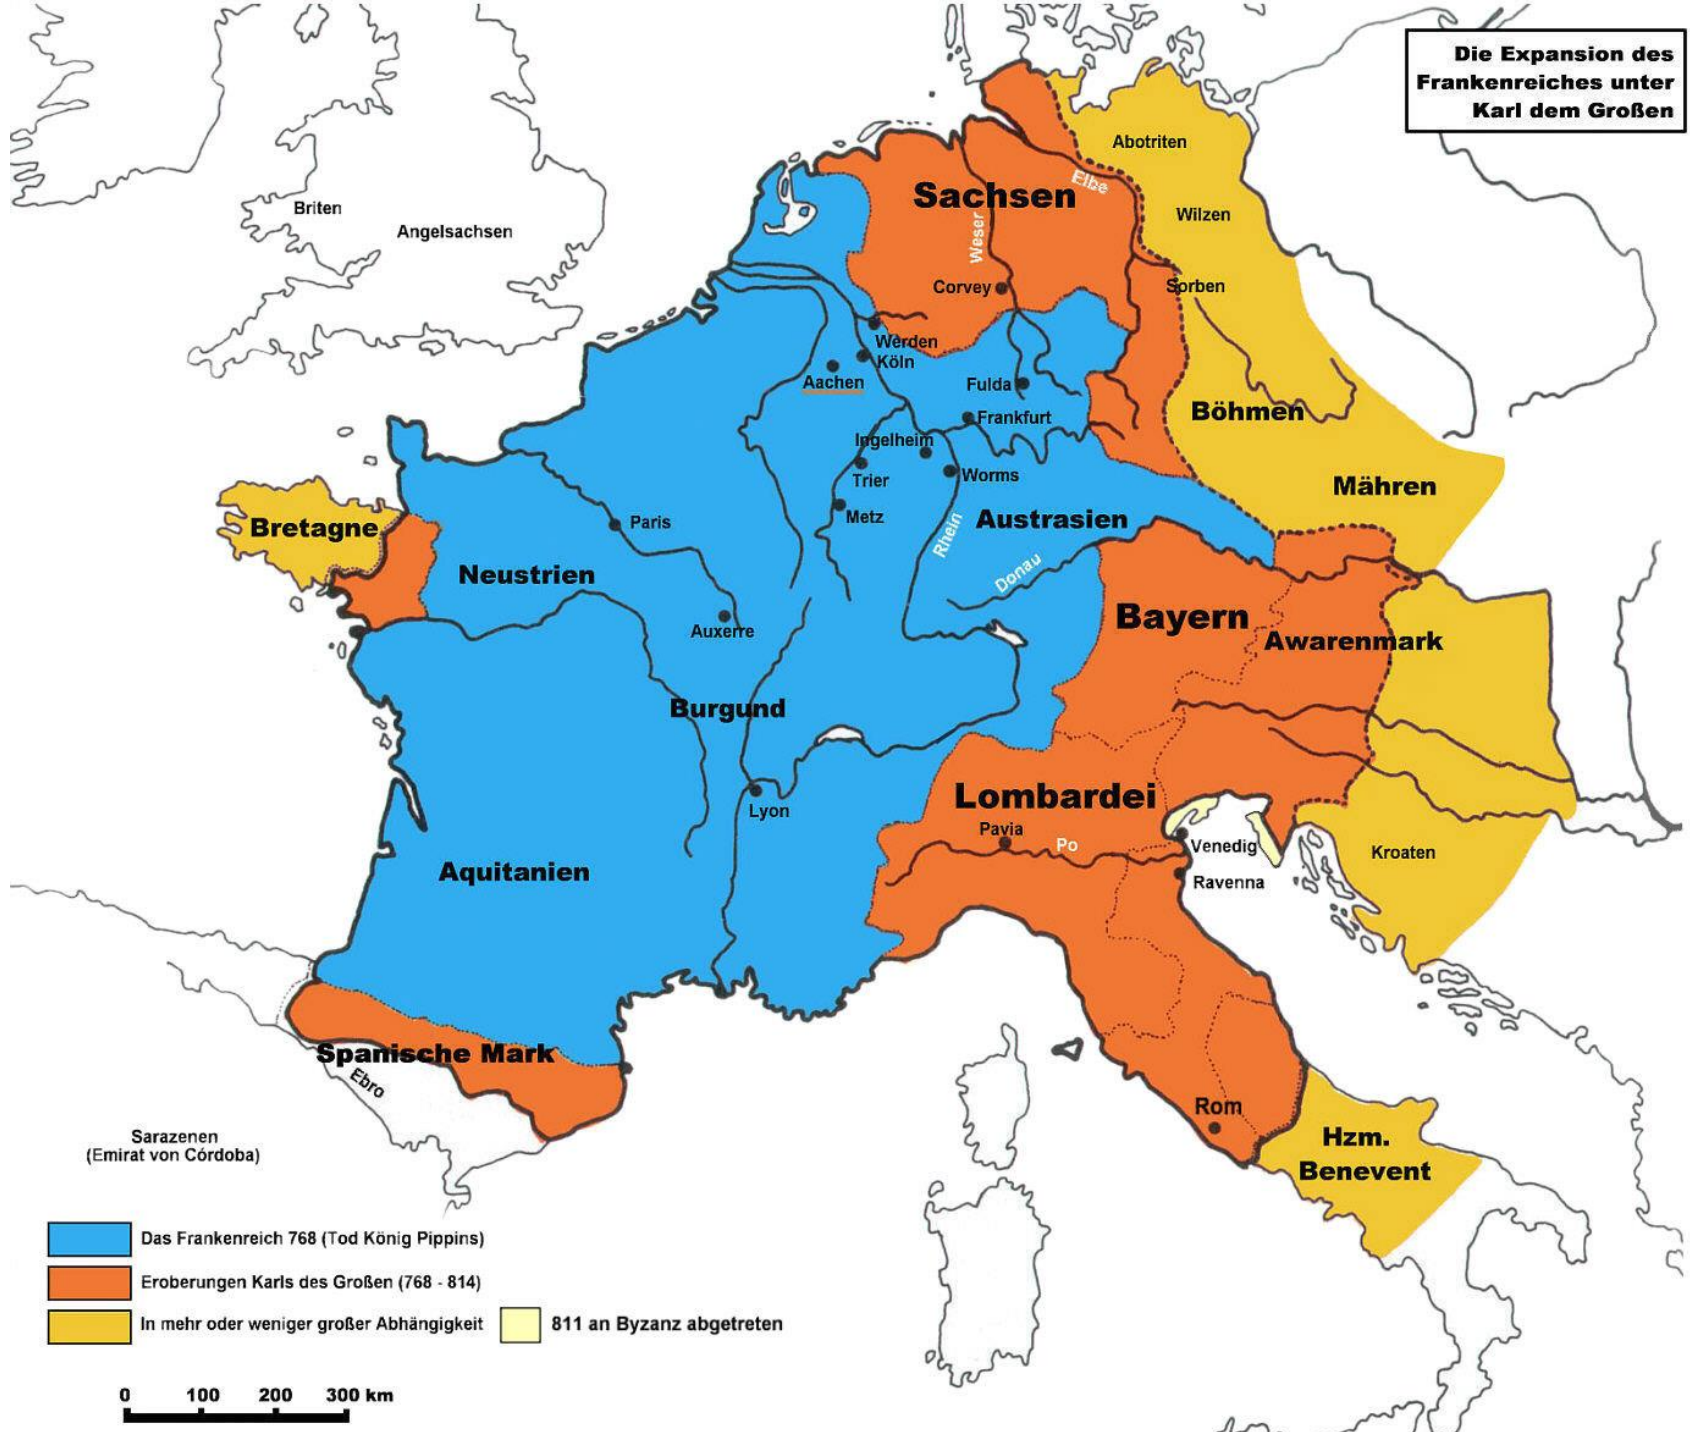 Die Expansion des
Frankenreiches unter
Karl dem Großen
Abotriten
Elbe
Sachsen
Wilzen
Briten
Angelsachsen
Weser
Corvey
Sorben
Werden
Köln
Aachen
Fulda
Frankfurt
Böhmen
Ingelheim
Trier
Worms
Mähren
Metz
Austrasien
Bretagne
Paris
Rhein
Neustrien
Donau
Bayern
Auxerre
Awarenmark
Burgund
Lombardei
Lyon
Pavia
Po
Venedig
Kroaten
Aquitanien
Ravenna
Spanische Mark
Ebro
Rom
Sarazenen
(Emirat von Córdoba)
Hzm.
Benevent
Das Frankenreich 768 (Tod König Pippins)
Eroberungen Karls des Großen (768 - 814)
In mehr oder weniger großer Abhängigkeit
811 an Byzanz abgetreten
0 100 200 300 km